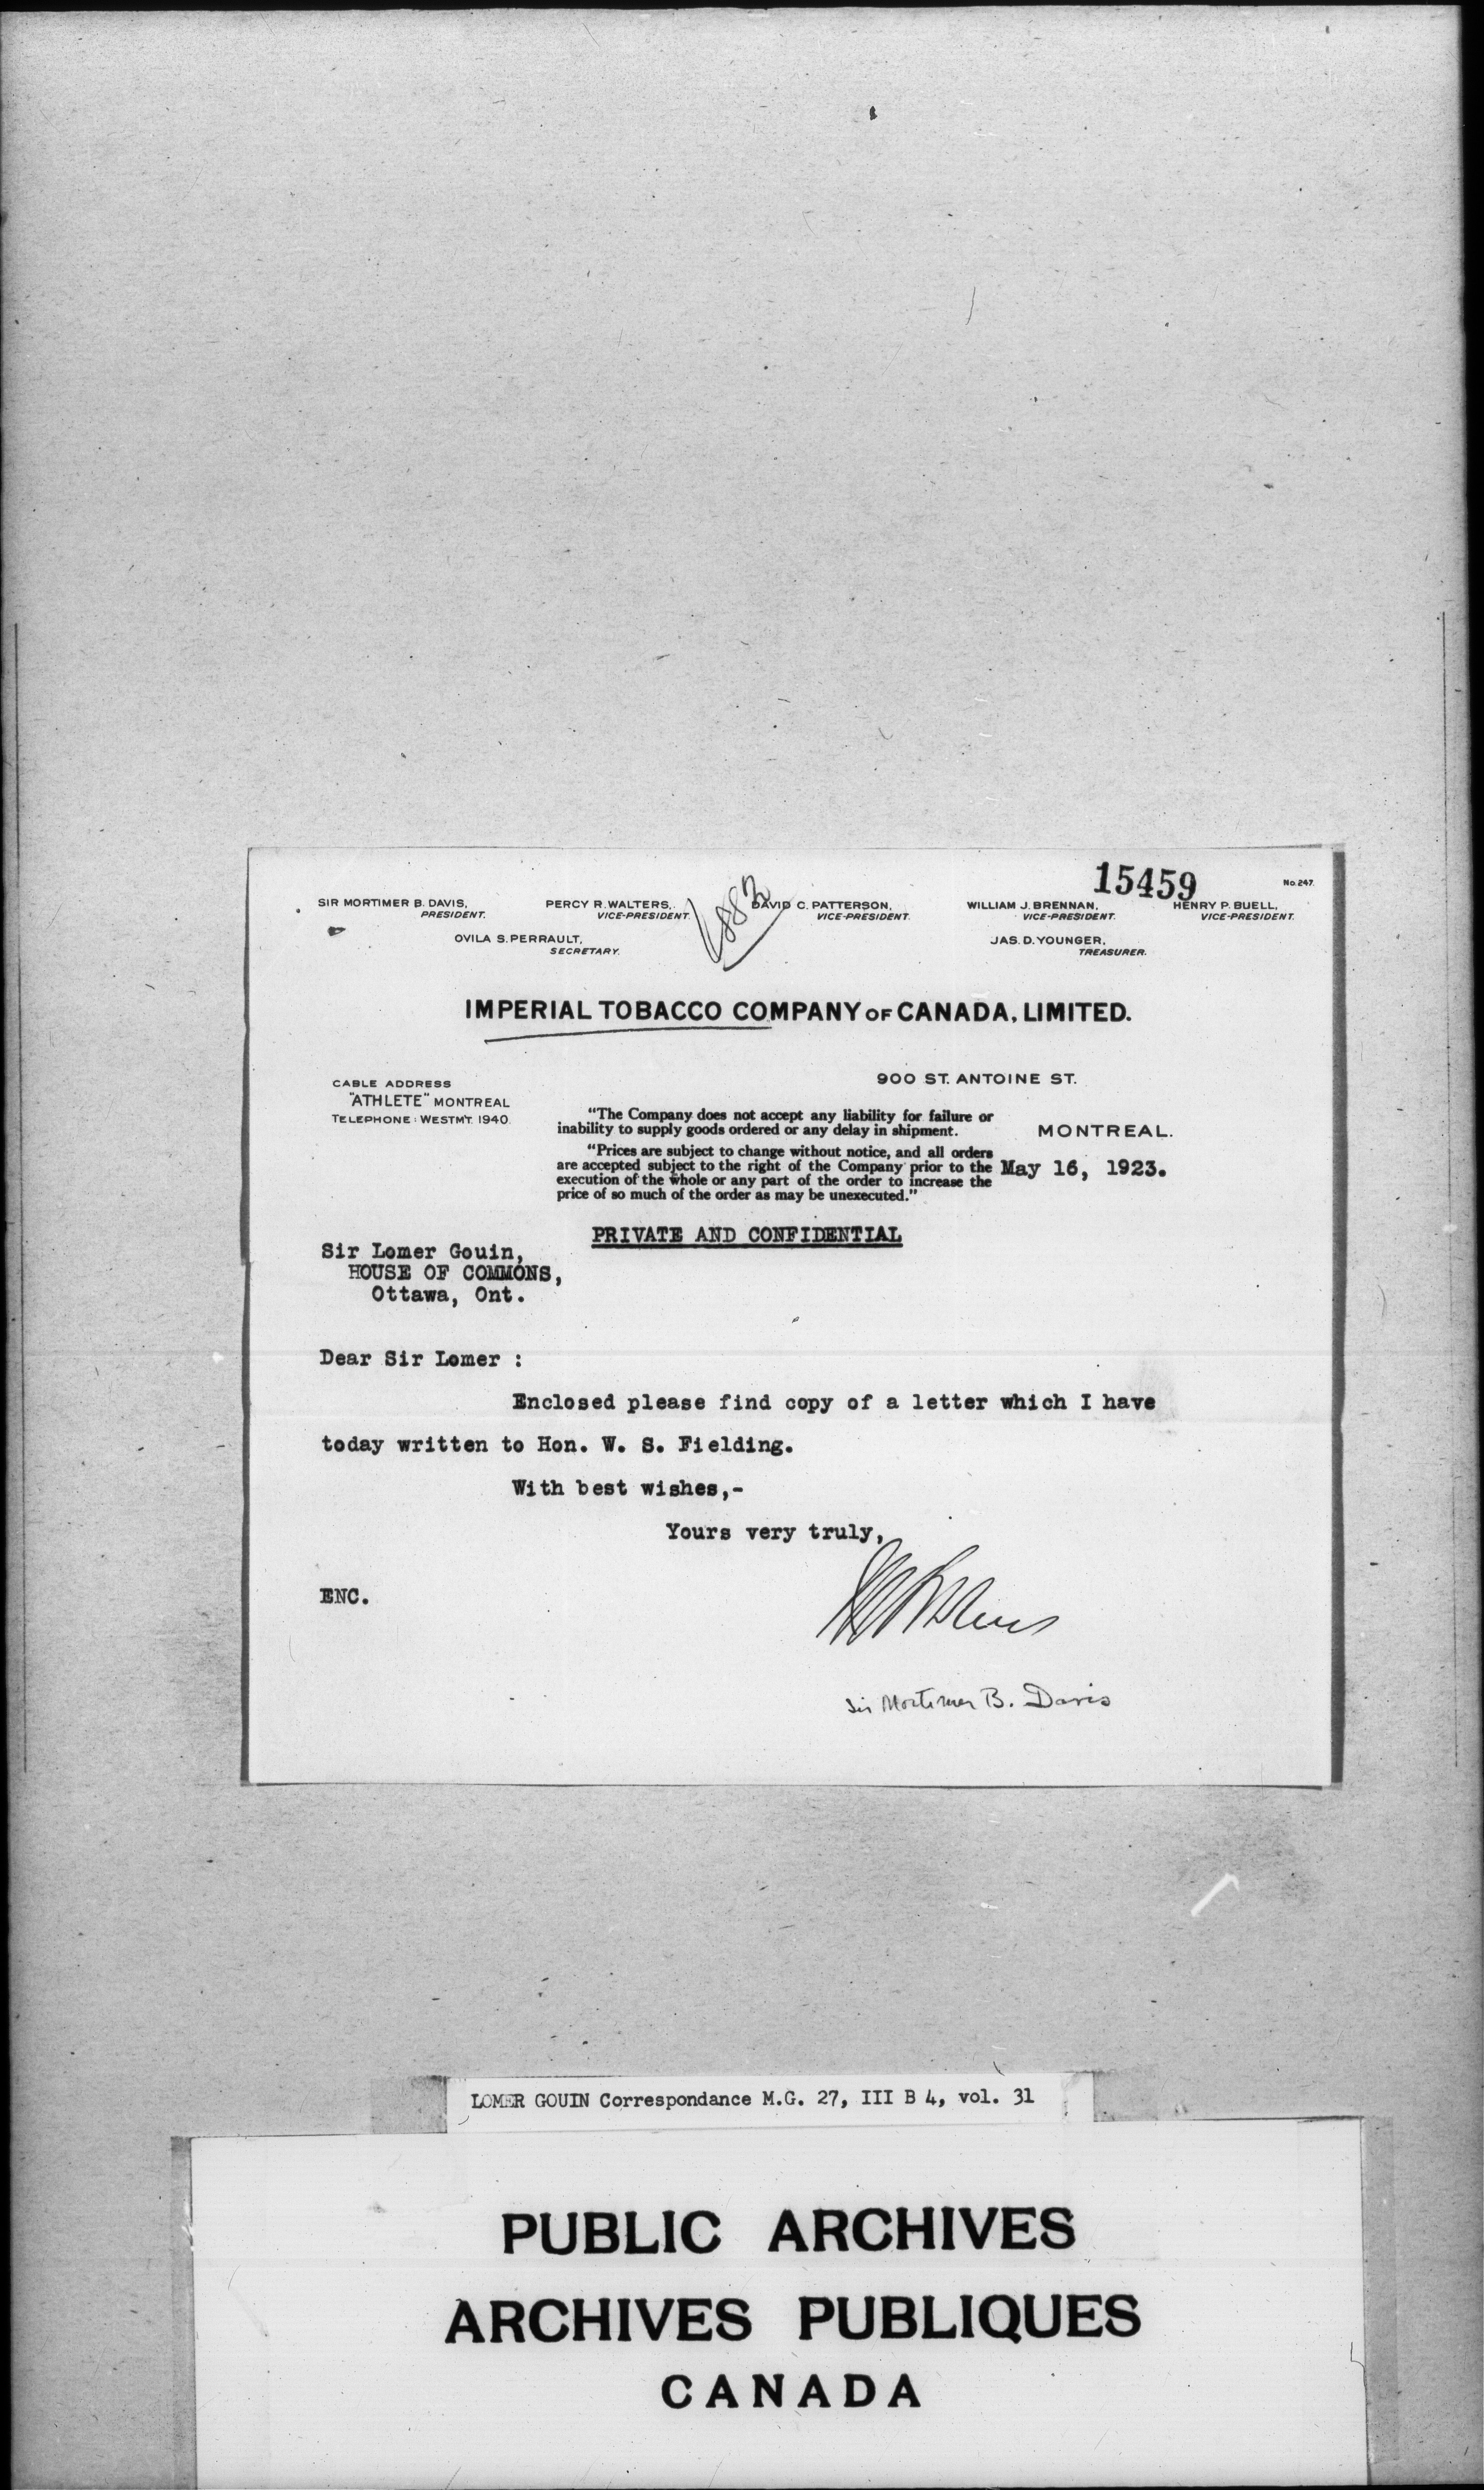 15459
No. 247.
SIR MORTIMER B. DAVIS,
PRESIDENT.
PERCY R. WALTERS,
VICE-PRESIDENT.
DAVID C. PATTERSON,
VICE-PRESIDENT.
WILLIAM J. BRENNAN,
VICE-PRESIDENT.
HENRY P. BUELL,
VICE-PRESIDENT.
OVILA S. PERRAULT,
SECRETARY.
JAS. D. YOUNGER,
TREASURER.
IMPERIAL TOBACCO COMPANY OF CANADA, LIMITED.
900 ST. ANTOINE ST.
CABLE ADDRESS
"ATHLETE" MONTREAL
TELEPHONE: WESTM'T. 1940.
"The Company does not accept any liability for failure or
inability to supply goods ordered or any delay in shipment.
MONTREAL.
"Prices are subject to change without notice, and all orders
are accepted subject to the right of the Company prior to the
execution of the whole or any part of the order to increase the
price of so much of the order as may be unexecuted."
May 16, 1923.
PRIVATE AND CONFIDENTIAL
Sir Lomer Gouin,
HOUSE OF COMMONS,
Ottawa, Ont.
Dear Sir Lomer :
Enclosed please find copy of a letter which I have
today written to Hon. W. S. Fielding.
With best wishes,-
Yours very truly,
ENC.
Sir Mortimer B. Davis
LOMER GOUIN Correspondance M.G. 27, III B 4, vol. 31
PUBLIC ARCHIVES
ARCHIVES PUBLIQUES
CANADA